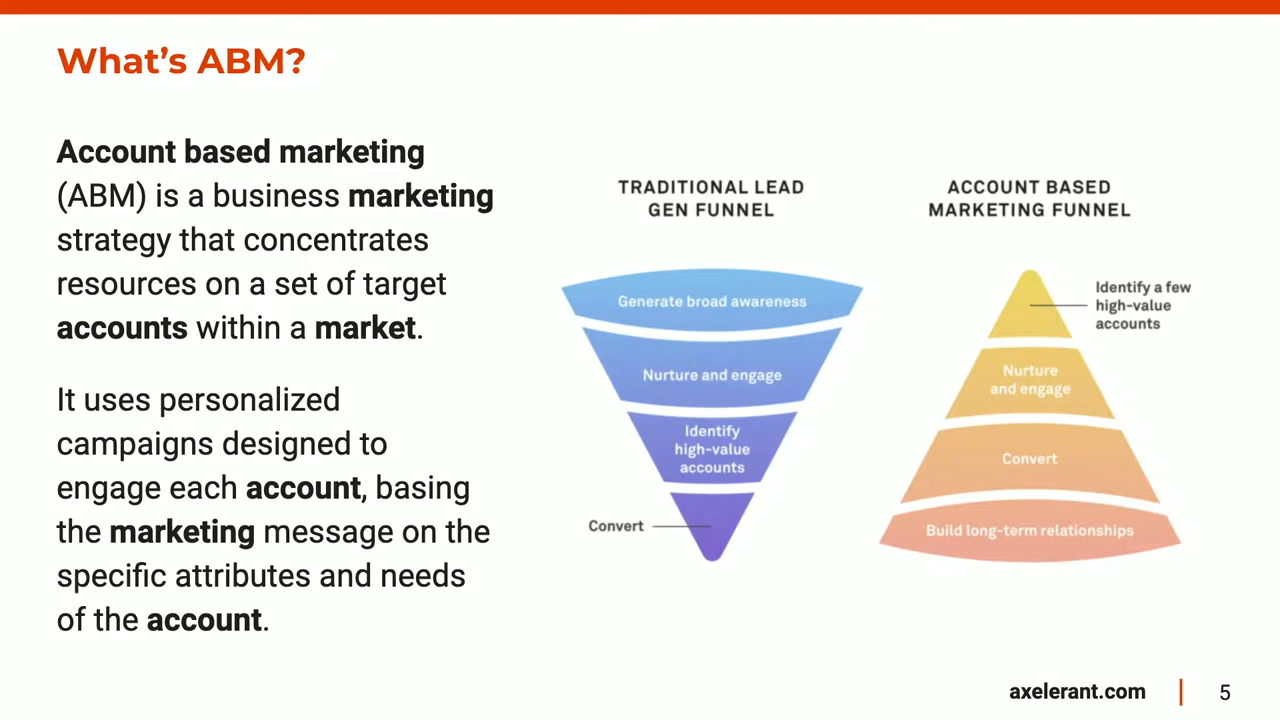 What's ABM?
Account based marketing
(ABM) is a business marketing
strategy that concentrates
resources on a set of target
accounts within a market.
It uses personalized
campaigns designed to
engage each account, basing
the marketing message on the
specific attributes and needs
of the account.
TRADITIONAL LEAD
GEN FUNNEL
Generate broad awareness
Nurture and engage
Identify
high-value
accounts
Convert
ACCOUNT BASED
MARKETING FUNNEL
Identify a few
high-value
accounts
Nurture
and engage
Convert
Build long-term relationships
axelerant.com
5